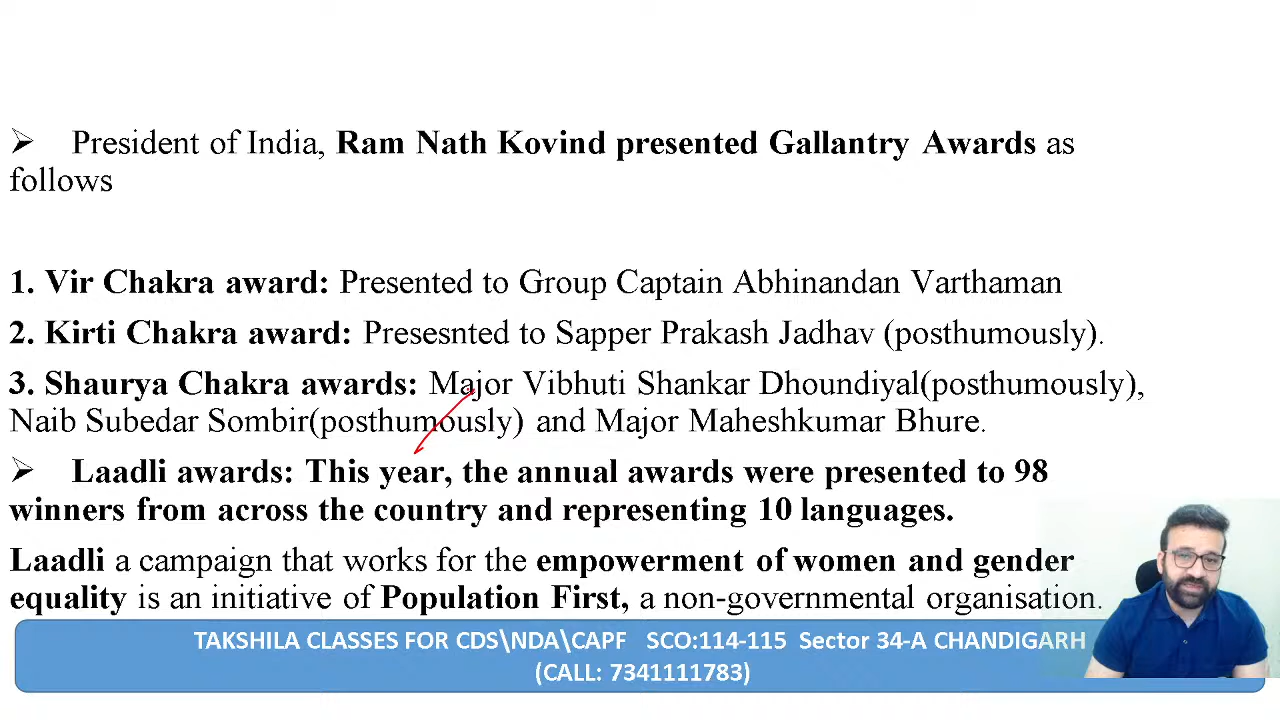 ➢ President of India, Ram Nath Kovind presented Gallantry Awards as
follows
1. Vir Chakra award: Presented to Group Captain Abhinandan Varthaman
2. Kirti Chakra award: Presesnted to Sapper Prakash Jadhav (posthumously).
3. Shaurya Chakra awards: Major Vibhuti Shankar Dhoundiyal(posthumously),
Naib Subedar Sombir(posthumously) and Major Maheshkumar Bhure.
➢ Laadli awards: This year, the annual awards were presented to 98
winners from across the country and representing 10 languages.
Laadli a campaign that works for the empowerment of women and gender
equality is an initiative of Population First, a non-governmental organisation.
TAKSHILA CLASSES FOR CDS\NDA\CAPF SCO:114-115 Sector 34-A CHANDIGARH
(CALL: 7341111783)